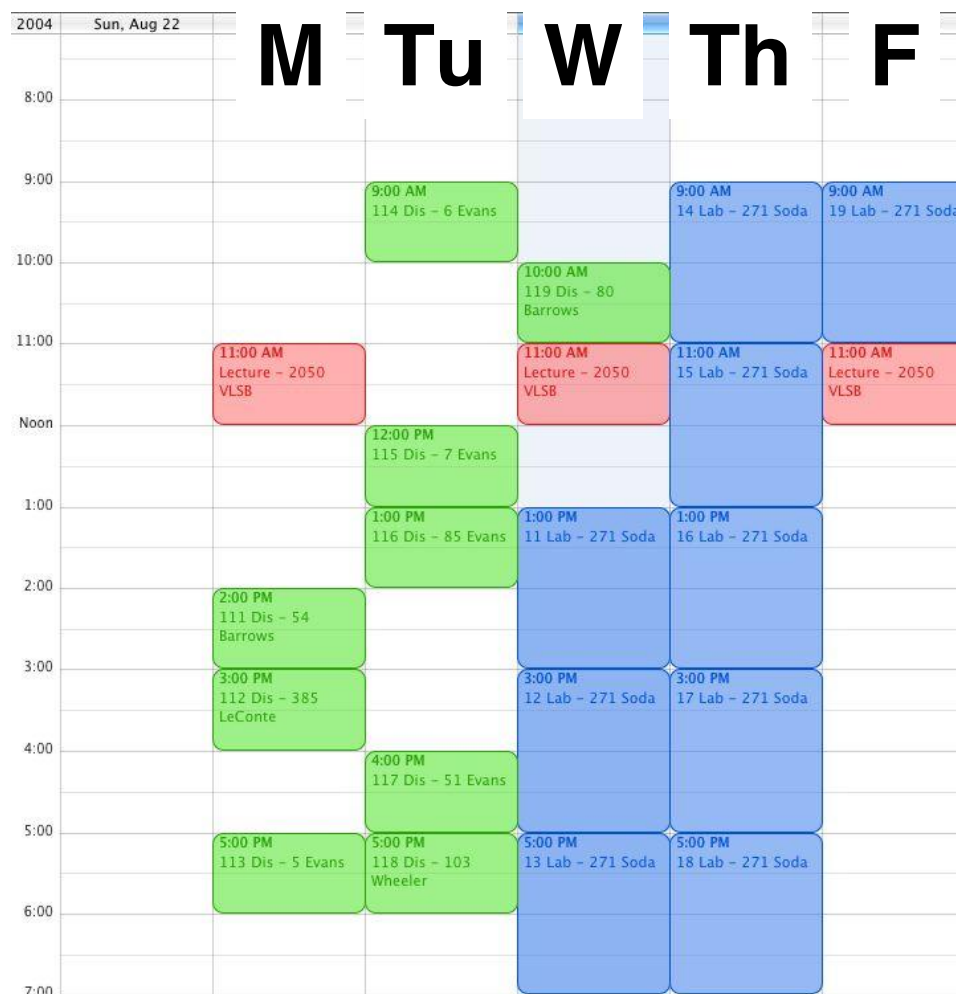 2004 Sun, Aug 22 M Tu W Th F
8:00
9:00
9:00 AM
114 Dis – 6 Evans
9:00 AM
14 Lab – 271 Soda
9:00 AM
19 Lab – 271 Soda
10:00
10:00 AM
119 Dis – 80
Barrows
11:00
11:00 AM
Lecture – 2050
VLSB
11:00 AM
Lecture – 2050
VLSB
11:00 AM
15 Lab – 271 Soda
11:00 AM
Lecture – 2050
VLSB
Noon
12:00 PM
115 Dis – 7 Evans
1:00
1:00 PM
116 Dis – 85 Evans
1:00 PM
11 Lab – 271 Soda
1:00 PM
16 Lab – 271 Soda
2:00
2:00 PM
111 Dis – 54
Barrows
3:00
3:00 PM
112 Dis – 385
LeConte
3:00 PM
12 Lab – 271 Soda
3:00 PM
17 Lab – 271 Soda
4:00
4:00 PM
117 Dis – 51 Evans
5:00
5:00 PM
113 Dis – 5 Evans
5:00 PM
118 Dis – 103
Wheeler
5:00 PM
13 Lab – 271 Soda
5:00 PM
18 Lab – 271 Soda
6:00
7:00